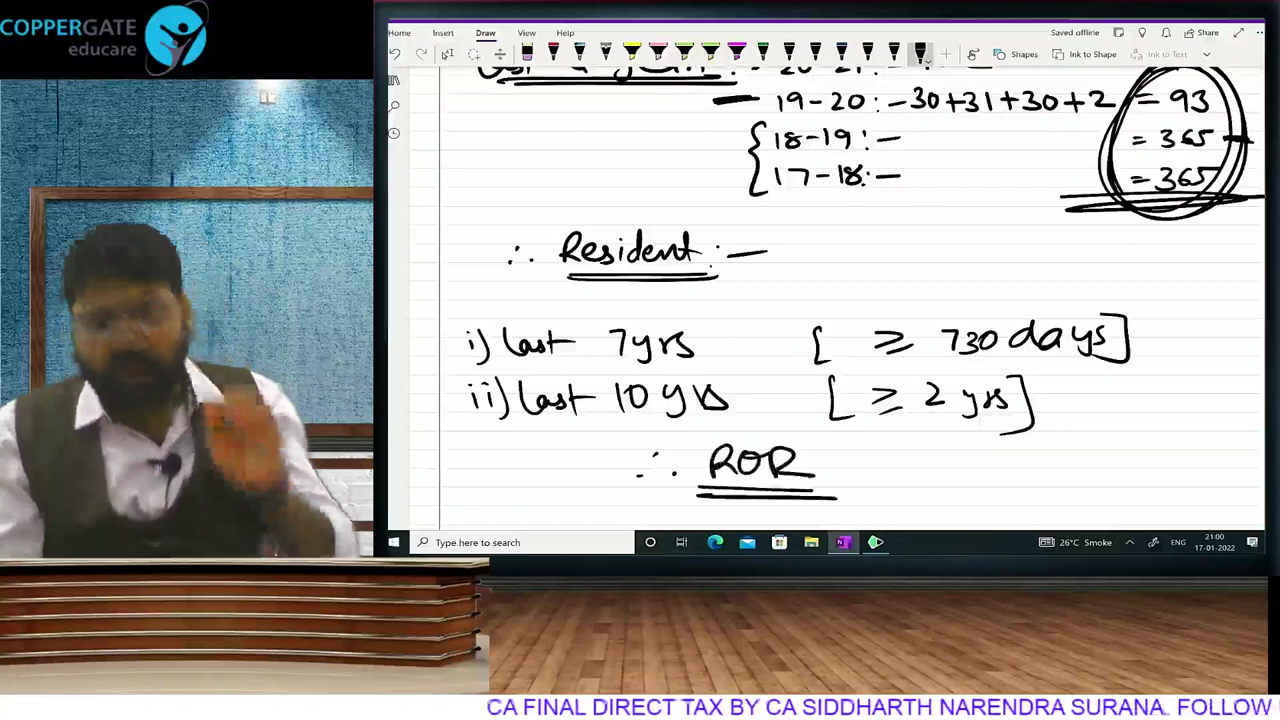 COPPERGATE
educare
Home Insert Draw View Help
Saved offline
Share
Shapes
Ink to Shape
Ink to Text
19-20:- 30+31+30+2 = 93
18-19:- = 365
17-18:- = 365
∴ Resident :-
i) last 7yrs [ ≥ 730 days]
ii) last 10 yrs [ ≥ 2 yrs]
∴ ROR
Type here to search
26°C Smoke
ENG
21:00
17-01-2022
CA FINAL DIRECT TAX BY CA SIDDHARTH NARENDRA SURANA. FOLLOW